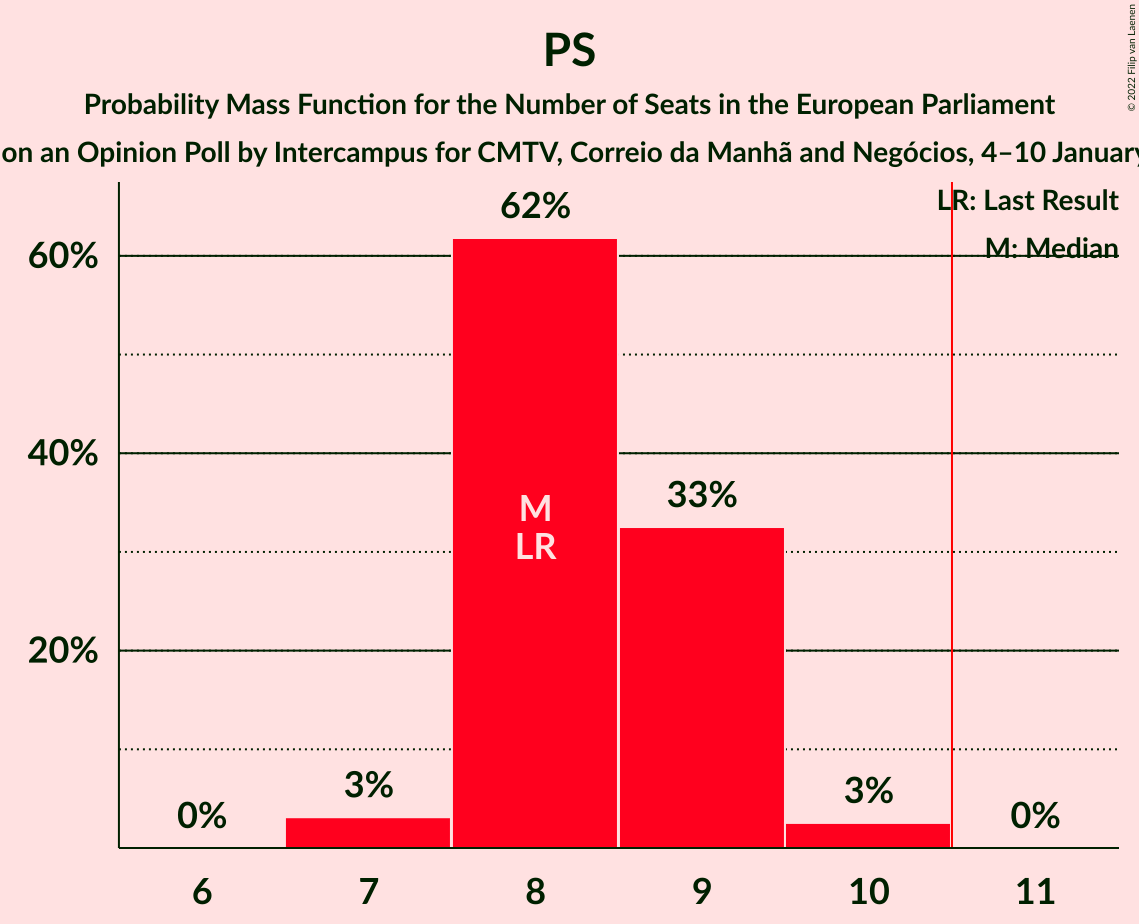 PS
Probability Mass Function for the Number of Seats in the European Parliament
on an Opinion Poll by Intercampus for CMTV, Correio da Manhã and Negócios, 4–10 January
© 2022 Filip van Laenen
LR: Last Result
M: Median
60%
40%
20%
0%
3%
62%
33%
3%
0%
M
LR
6
7
8
9
10
11